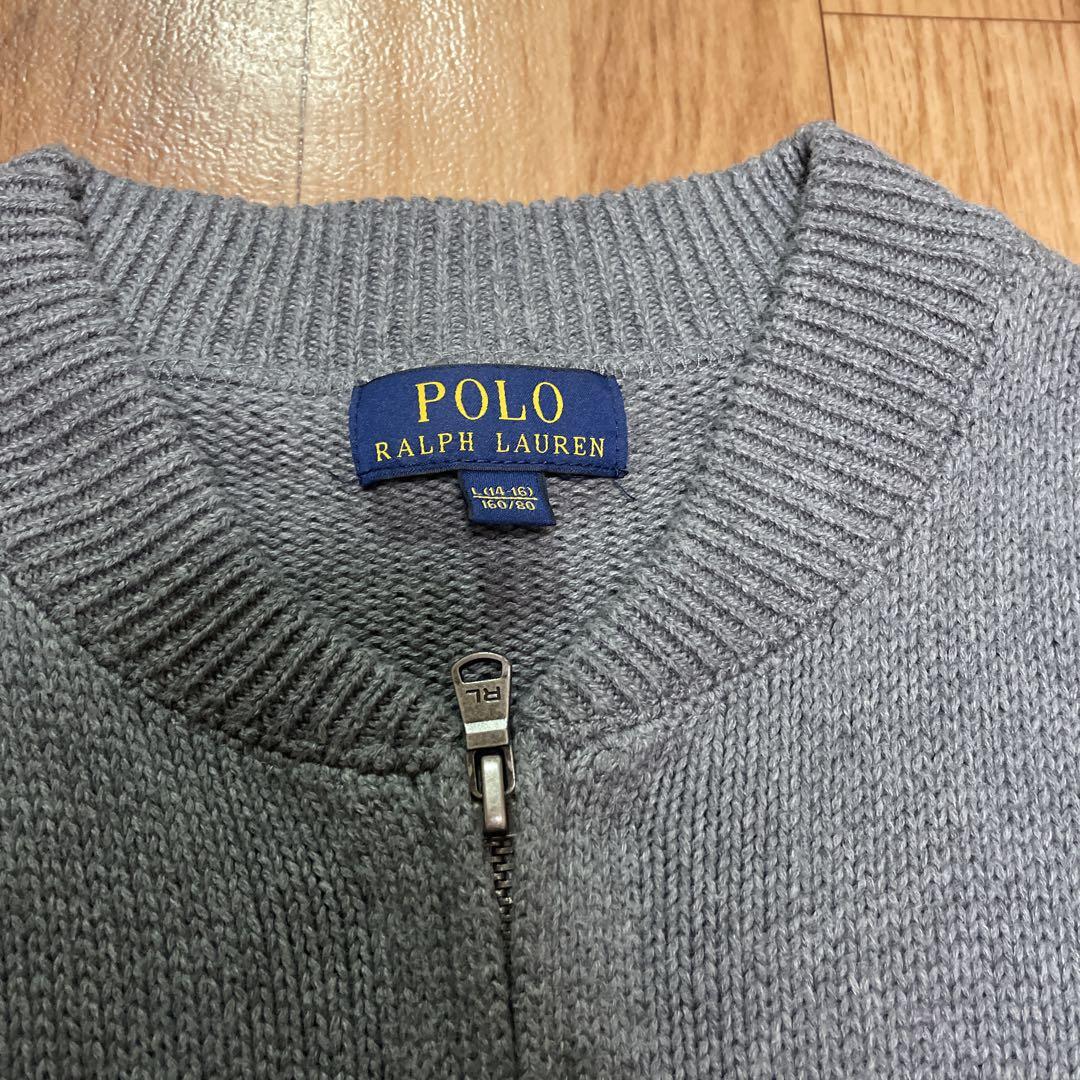 POLO
RALPH LAUREN
L(14-16)
160/80
RL